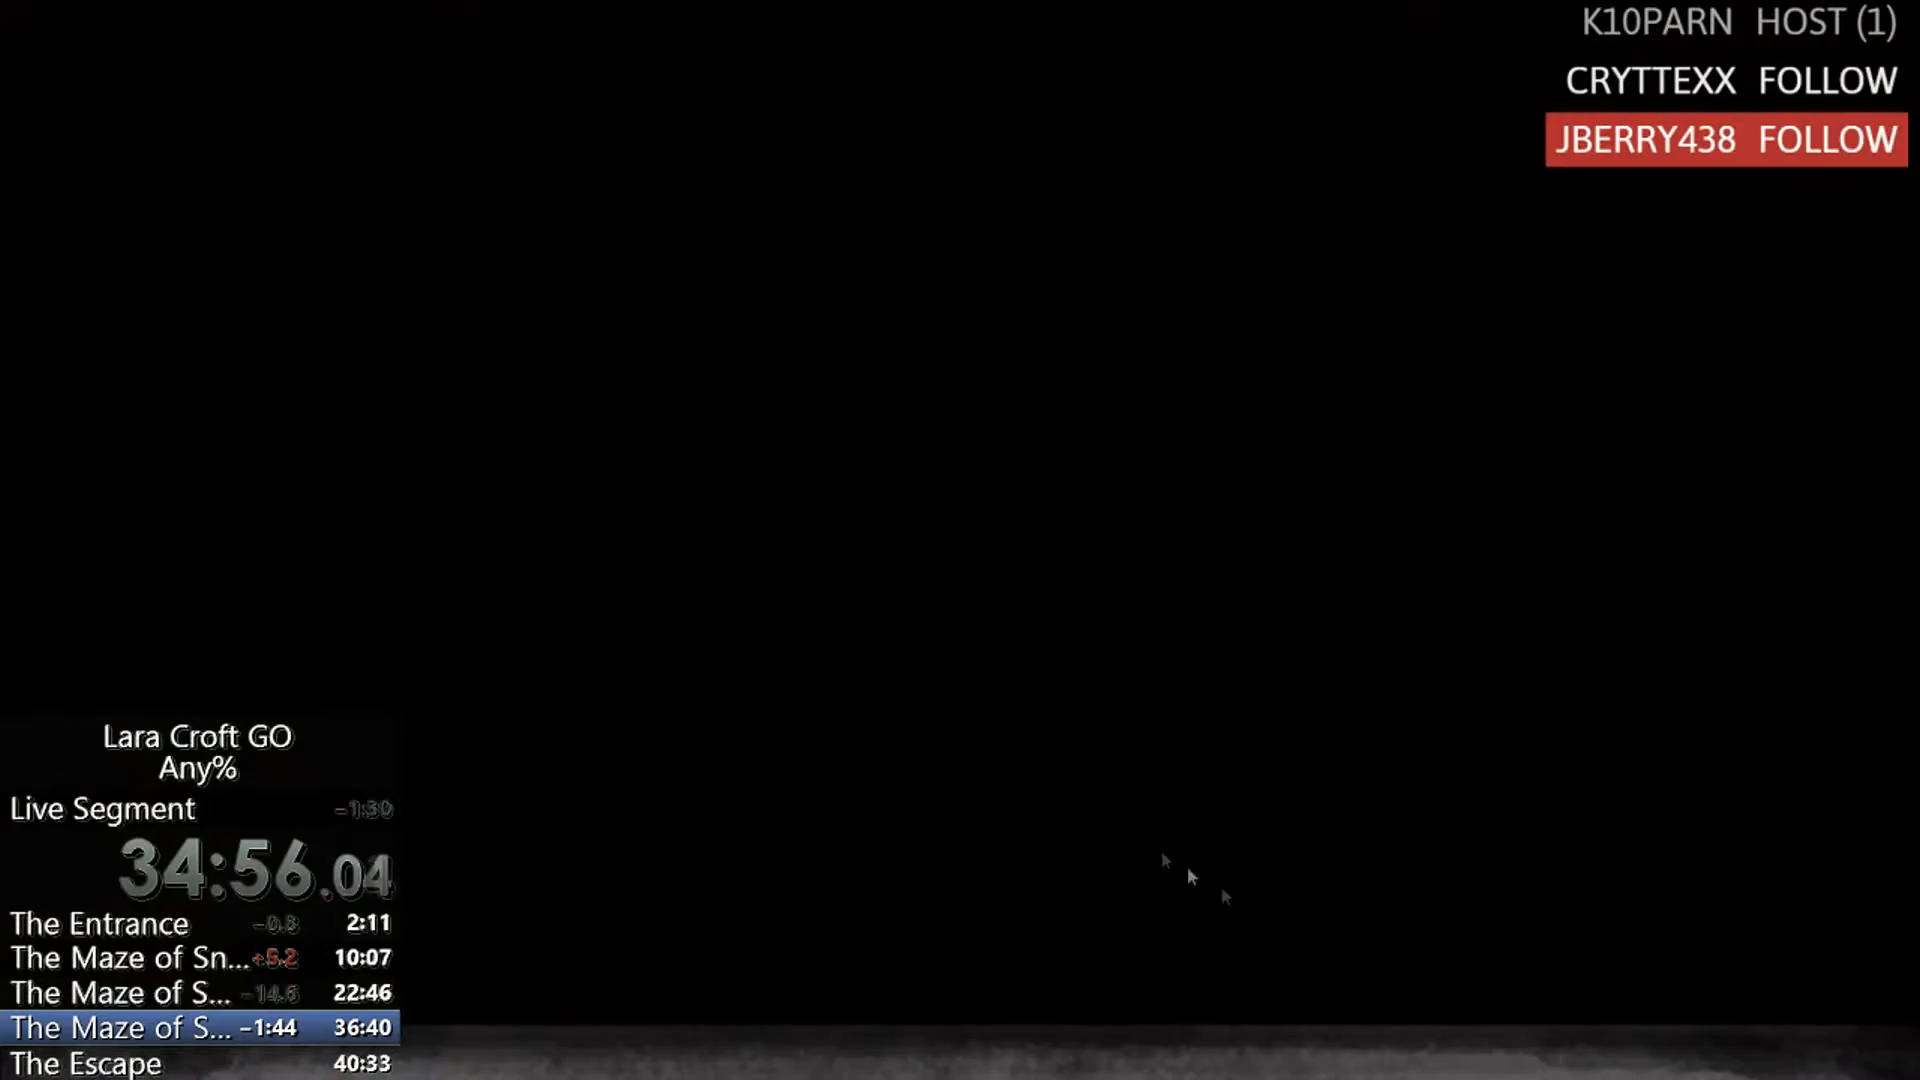 K10PARN HOST (1)
CRYTTEXX FOLLOW
JBERRY438 FOLLOW
Lara Croft GO
Any%
Live Segment -1:30
34:56.04
The Entrance -0.8 2:11
The Maze of Sn... +5.2 10:07
The Maze of S... -14.6 22:46
The Maze of S... -1:44 36:40
The Escape 40:33